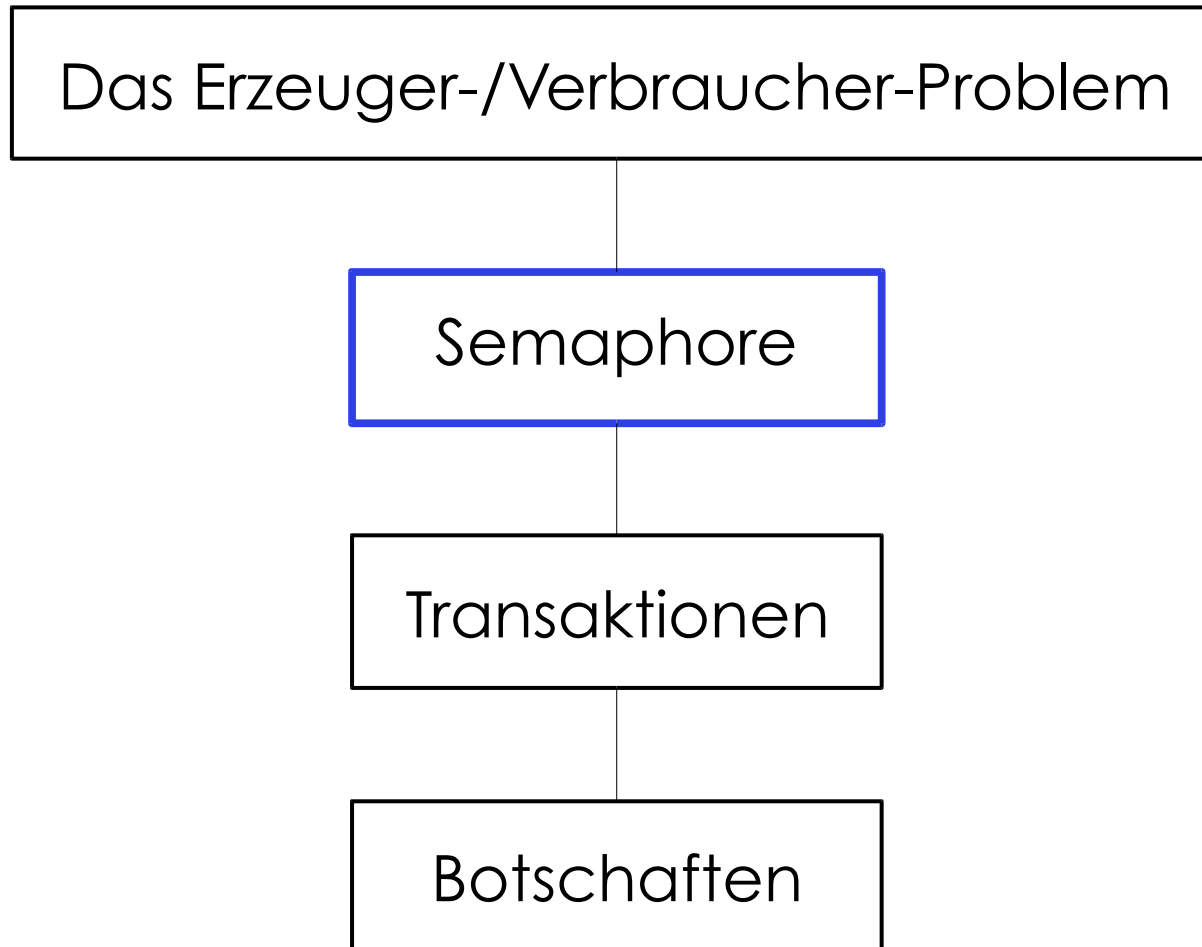 Das Erzeuger-/Verbraucher-Problem
Semaphore
Transaktionen
Botschaften